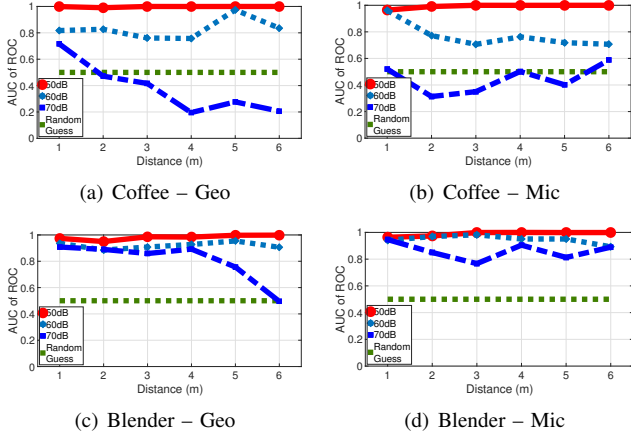 AUC of ROC
1
0.8
0.6
0.4
0.2
0
50dB
60dB
70dB
Random
Guess
1 2 3 4 5 6
Distance (m)
(a) Coffee – Geo
AUC of ROC
1
0.8
0.6
0.4
0.2
0
50dB
60dB
70dB
Random
Guess
1 2 3 4 5 6
Distance (m)
(b) Coffee – Mic
AUC of ROC
1
0.8
0.6
0.4
0.2
0
50dB
60dB
70dB
Random
Guess
1 2 3 4 5 6
Distance (m)
(c) Blender – Geo
AUC of ROC
1
0.8
0.6
0.4
0.2
0
50dB
60dB
70dB
Random
Guess
1 2 3 4 5 6
Distance (m)
(d) Blender – Mic